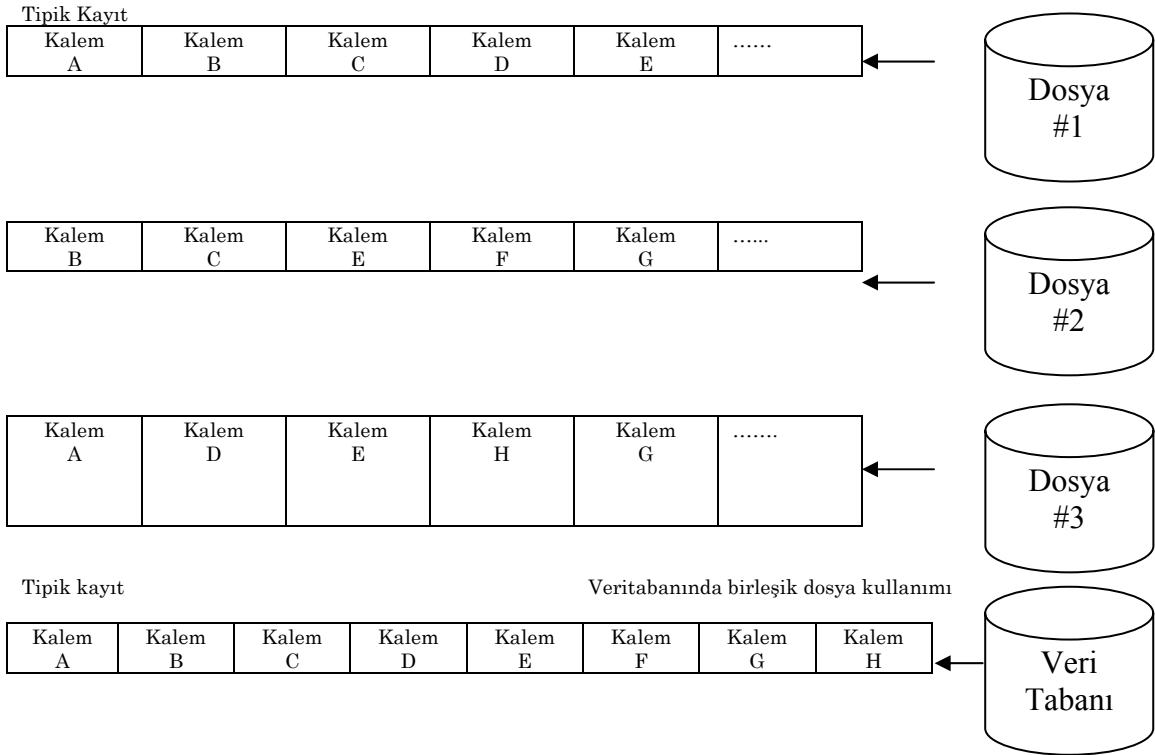 Tipik Kayıt
Kalem Kalem Kalem Kalem Kalem ……
A B C D E
Dosya
#1
Kalem Kalem Kalem Kalem Kalem …...
B C E F G
Dosya
#2
Kalem Kalem Kalem Kalem Kalem …….
A D E H G
Dosya
#3
Tipik kayıt Veritabanında birleşik dosya kullanımı
Kalem Kalem Kalem Kalem Kalem Kalem Kalem Kalem
A B C D E F G H
Veri
Tabanı